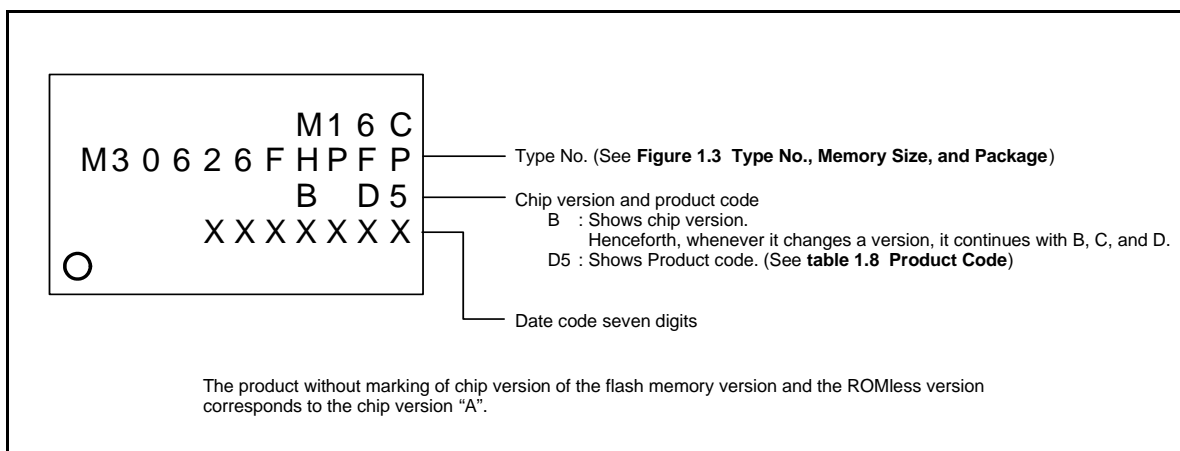 M16C
M30626FHPFP
B D5
XXXXXXX
Type No. (See Figure 1.3 Type No., Memory Size, and Package)
Chip version and product code
B : Shows chip version.
Henceforth, whenever it changes a version, it continues with B, C, and D.
D5 : Shows Product code. (See table 1.8 Product Code)
Date code seven digits
The product without marking of chip version of the flash memory version and the ROMless version
corresponds to the chip version “A”.